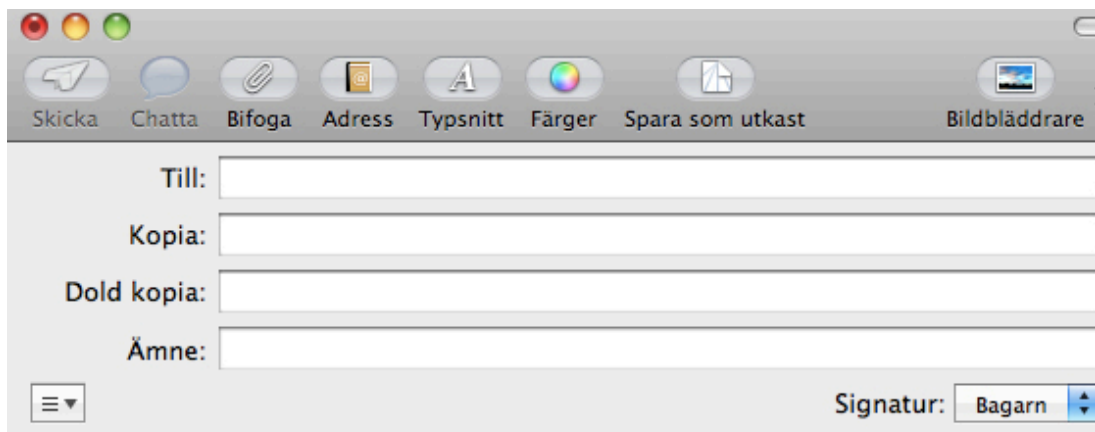 Skicka Chatta Bifoga Adress Typsnitt Färger Spara som utkast Bildbläddrare
Till:
Kopia:
Dold kopia:
Ämne:
Signatur: Bagarn